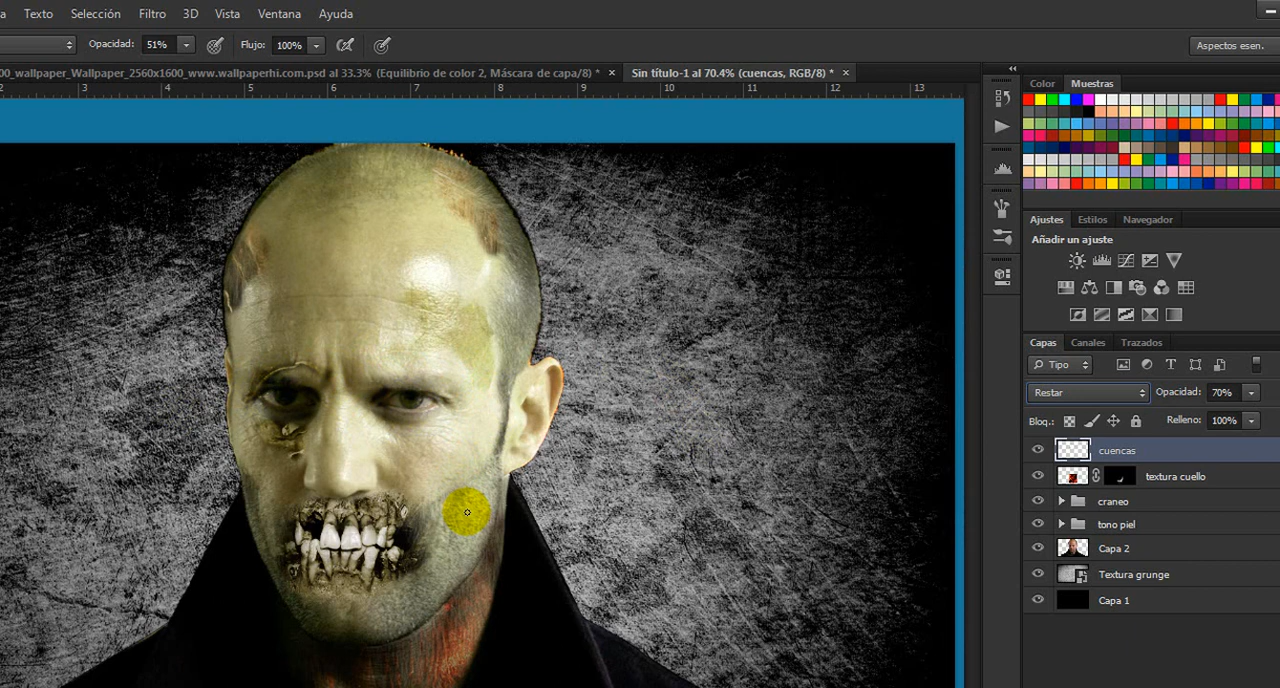 a Texto Selección Filtro 3D Vista Ventana Ayuda
Opacidad: 51% Flujo: 100% Aspectos esen.
00_wallpaper_Wallpaper_2560x1600_www.wallpaperhi.com.psd al 33.3% (Equilibrio de color 2, Máscara de capa/8) * × Sin título-1 al 70.4% (cuencas, RGB/8) * ×
2 5 6 7 8 9 10 11 12 13
Color Muestras
Ajustes Estilos Navegador
Añadir un ajuste
Capas Canales Trazados
Tipo
Restar Opacidad: 70%
Bloq.: Relleno: 100%
cuencas
textura cuello
craneo
tono piel
Capa 2
Textura grunge
Capa 1